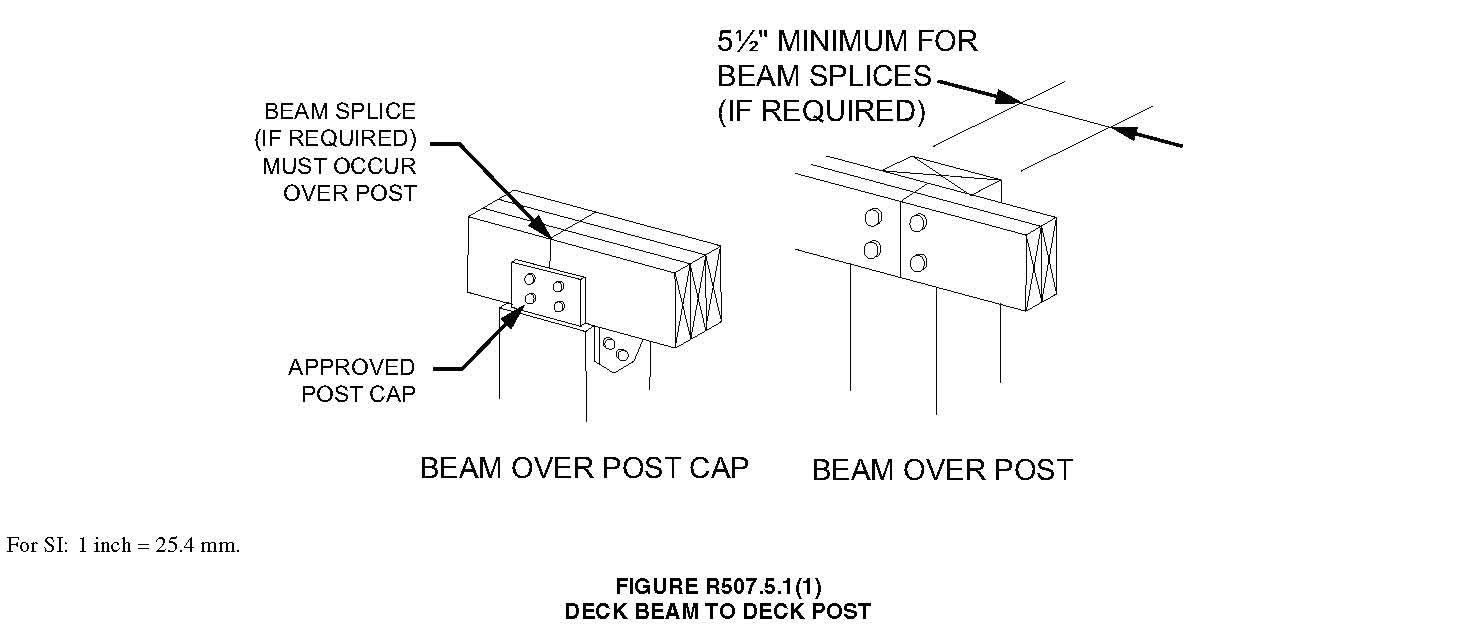 5½" MINIMUM FOR
BEAM SPLICES
(IF REQUIRED)
BEAM SPLICE
(IF REQUIRED)
MUST OCCUR
OVER POST
APPROVED
POST CAP
BEAM OVER POST CAP
BEAM OVER POST
For SI: 1 inch = 25.4 mm.
FIGURE R507.5.1(1)
DECK BEAM TO DECK POST